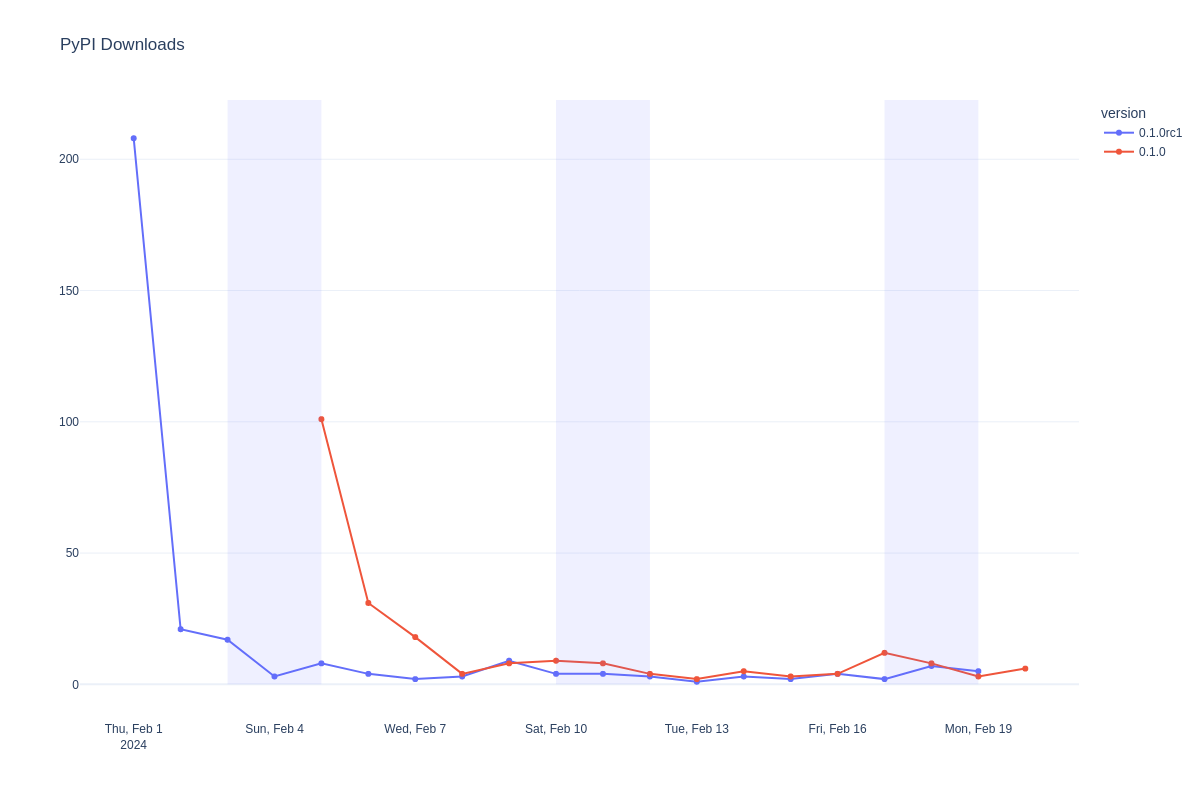 PyPI Downloads
version
0.1.0rc1
0.1.0
200
150
100
50
0
Thu, Feb 1
2024
Sun, Feb 4
Wed, Feb 7
Sat, Feb 10
Tue, Feb 13
Fri, Feb 16
Mon, Feb 19